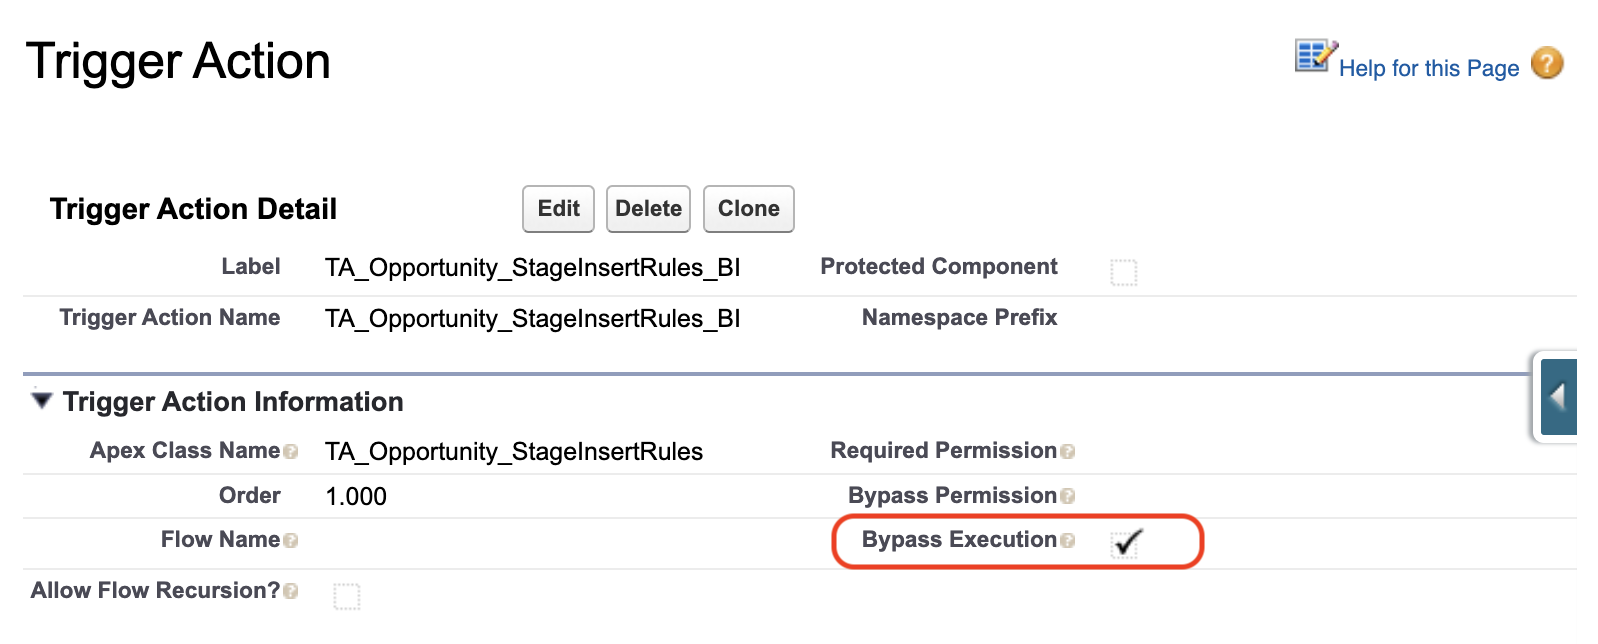 Trigger Action
Help for this Page ?
Trigger Action Detail
Edit Delete Clone
Label TA_Opportunity_StageInsertRules_BI Protected Component
Trigger Action Name TA_Opportunity_StageInsertRules_BI Namespace Prefix
Trigger Action Information
Apex Class Name ? TA_Opportunity_StageInsertRules Required Permission ?
Order 1.000 Bypass Permission ?
Flow Name ? Bypass Execution ?
Allow Flow Recursion? ?